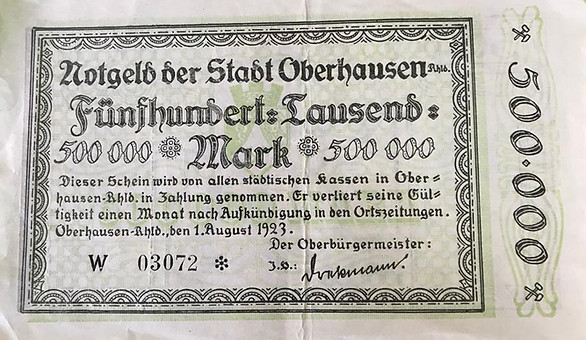 Notgeld der Stadt Oberhausen Rhld.
Fünfhundert=Tausend=
500 000 Mark 500 000
Dieser Schein wird von allen städtischen Kassen in Ober=
hausen-Rhld. in Zahlung genommen. Er verliert seine Gül=
tigkeit einen Monat nach Aufkündigung in den Ortszeitungen.
Oberhausen-Rhld., den 1. August 1923.
Der Oberbürgermeister:
W 03072 * J.V.:
* 500.000 *